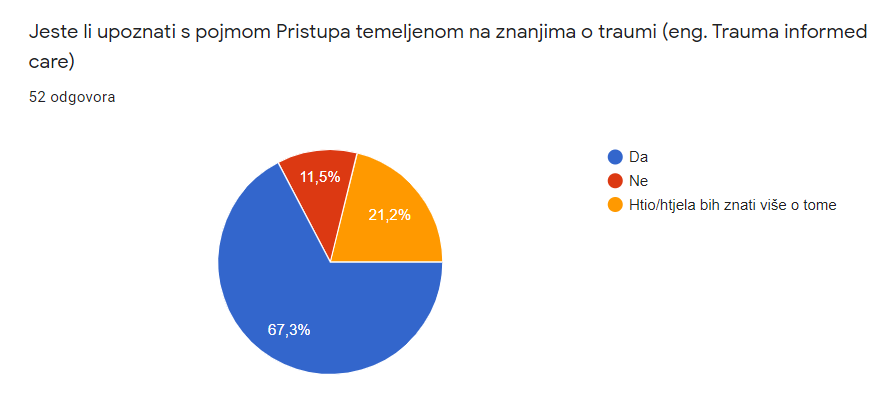 Jeste li upoznati s pojmom Pristupa temeljenom na znanjima o traumi (eng. Trauma informed
care)
52 odgovora
11,5%
21,2%
67,3%
Da
Ne
Htio/htjela bih znati više o tome